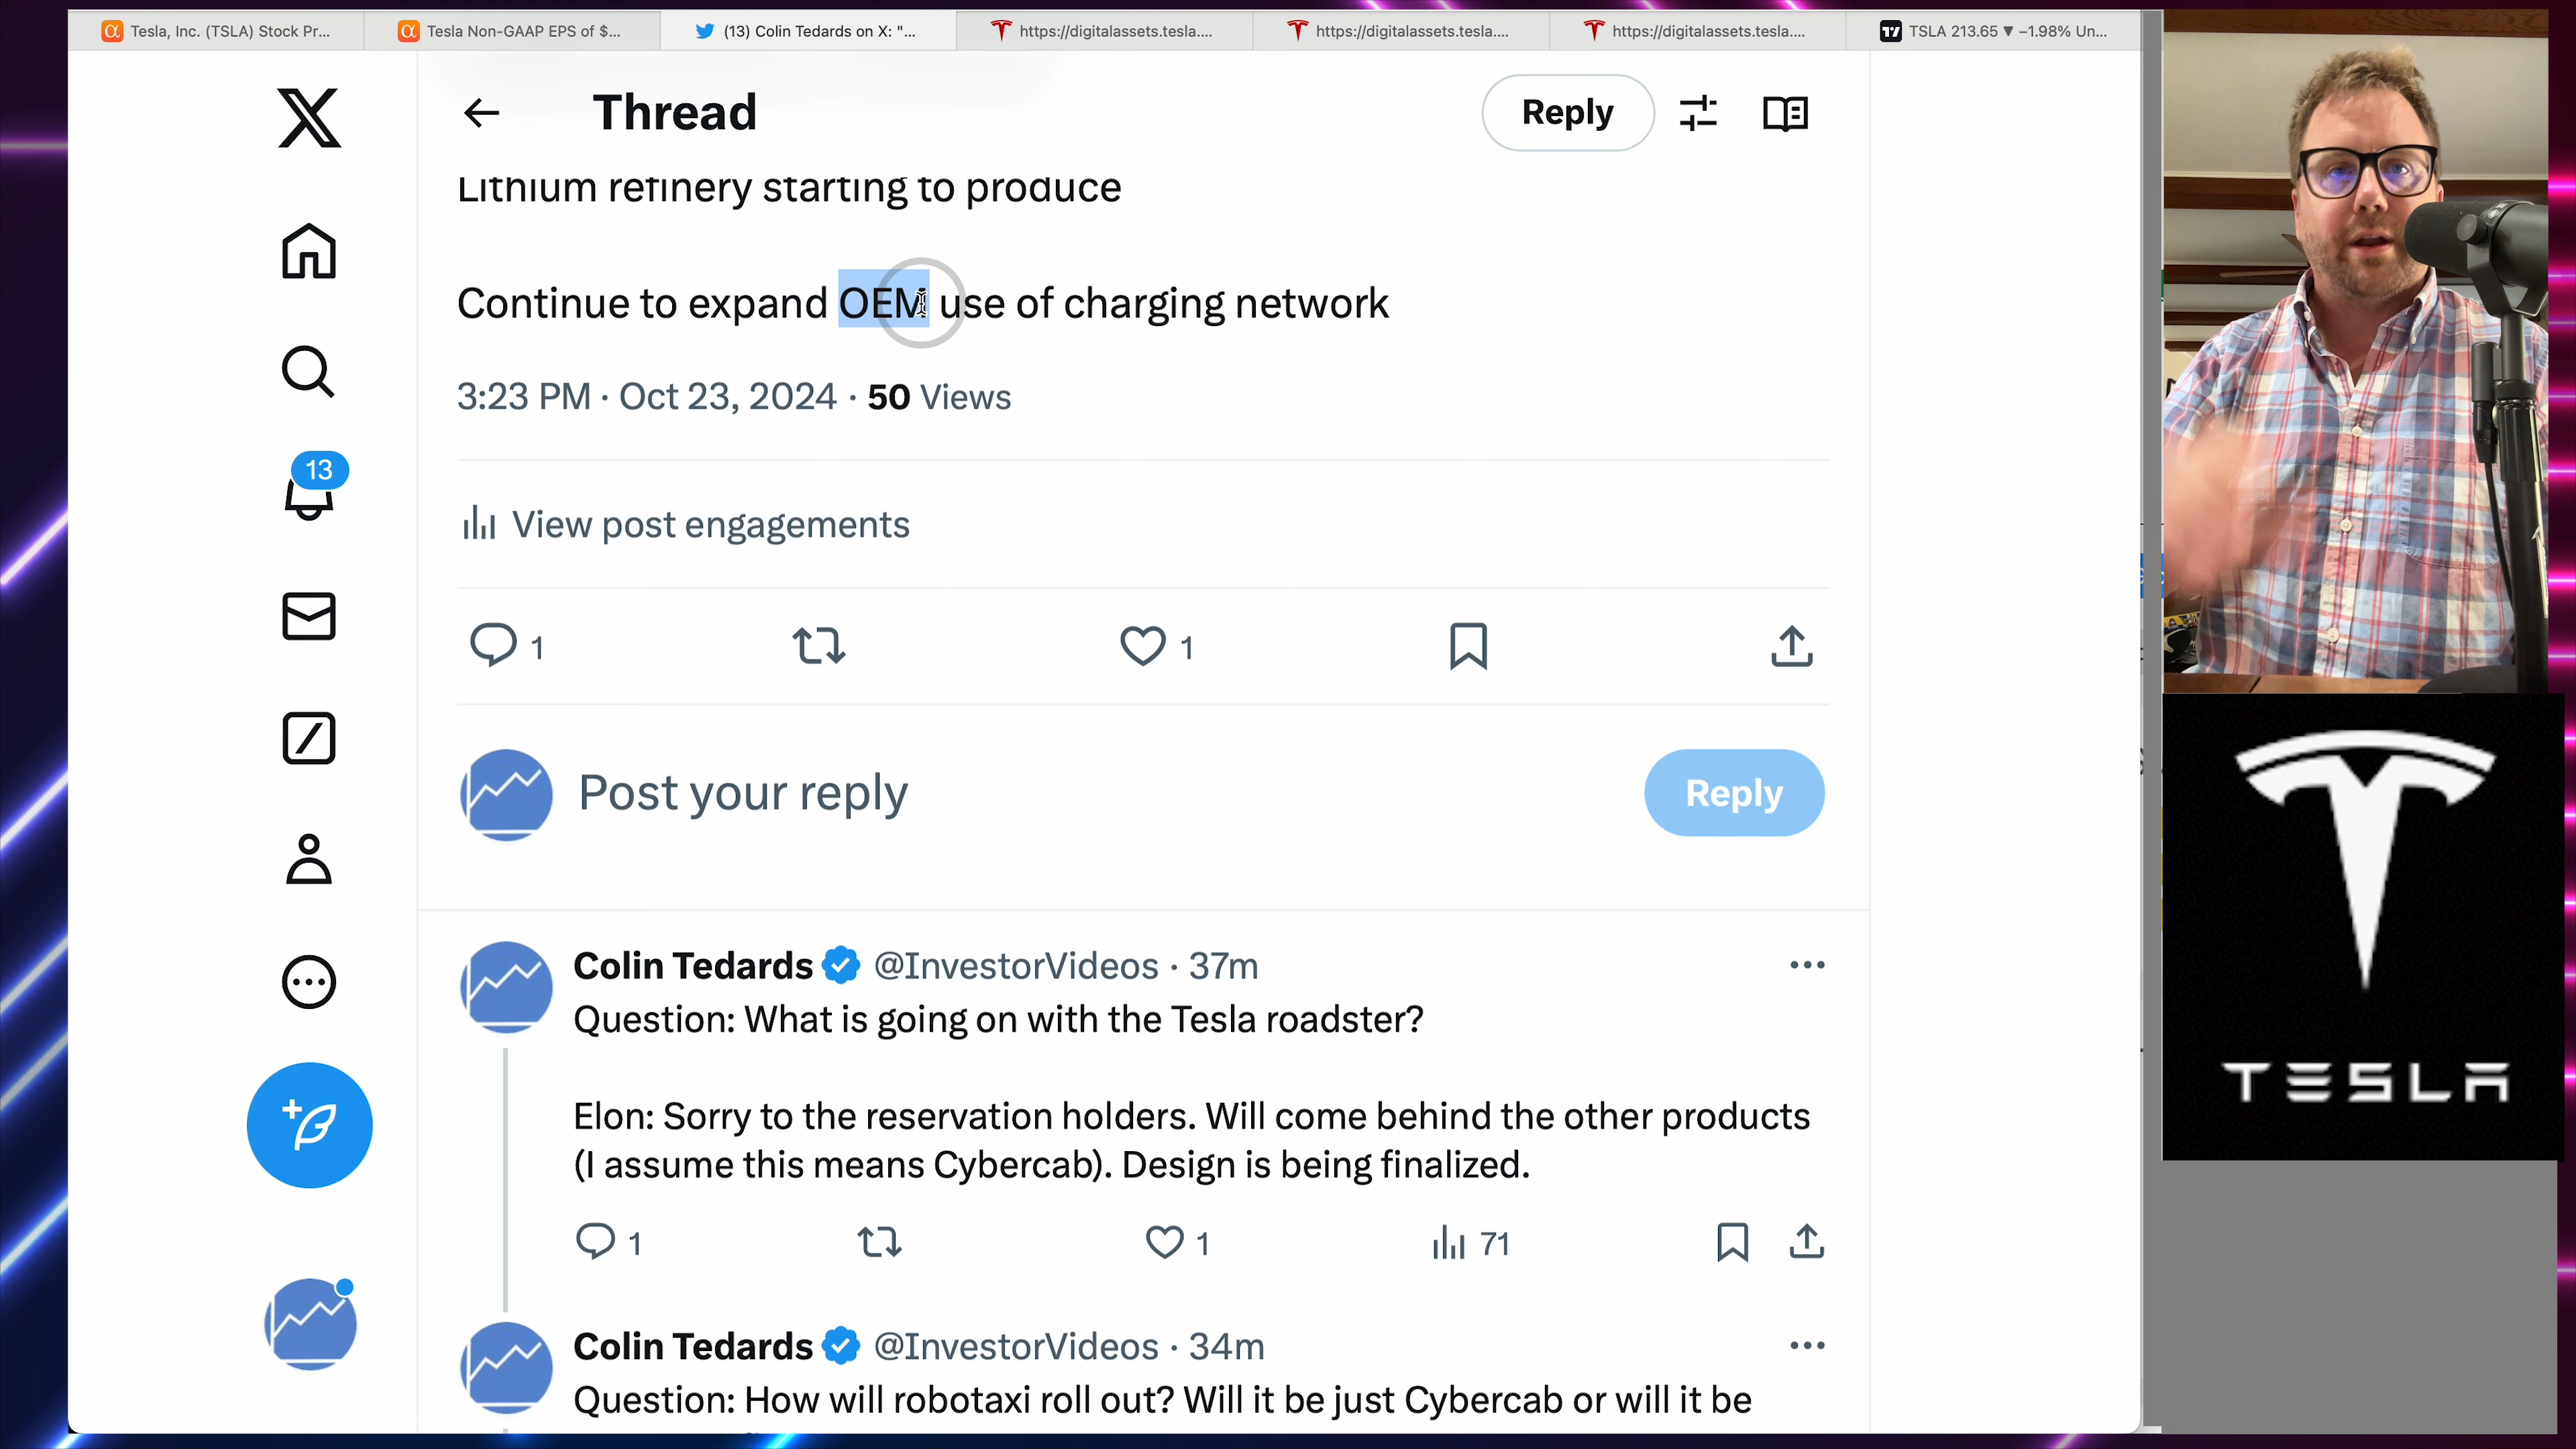 Tesla, Inc. (TSLA) Stock Pr...
Tesla Non-GAAP EPS of $...
(13) Colin Tedards on X: "...
https://digitalassets.tesla....
https://digitalassets.tesla....
https://digitalassets.tesla....
TSLA 213.65 ▼ −1.98% Un...
Thread
Reply
Lithium refinery starting to produce
Continue to expand OEM use of charging network
3:23 PM · Oct 23, 2024 · 50 Views
13
View post engagements
1
1
Post your reply
Reply
Colin Tedards @InvestorVideos · 37m
Question: What is going on with the Tesla roadster?
Elon: Sorry to the reservation holders. Will come behind the other products
(I assume this means Cybercab). Design is being finalized.
1
1
71
Colin Tedards @InvestorVideos · 34m
Question: How will robotaxi roll out? Will it be just Cybercab or will it be
TESLA